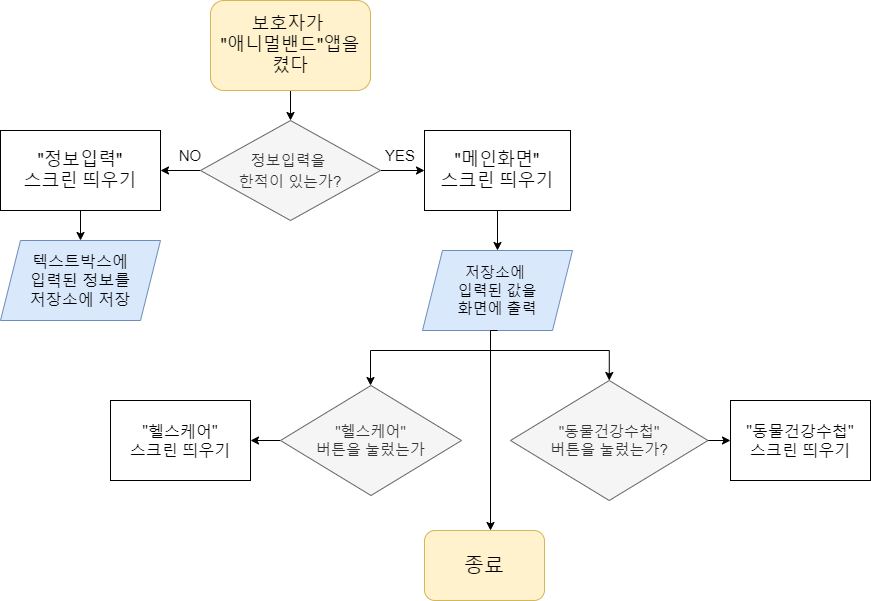 보호자가
"애니멀밴드"앱을
켰다
정보입력을
한적이 있는가?
NO
YES
"정보입력"
스크린 띄우기
"메인화면"
스크린 띄우기
텍스트박스에
입력된 정보를
저장소에 저장
저장소에
입력된 값을
화면에 출력
"헬스케어"
스크린 띄우기
"헬스케어"
버튼을 눌렀는가
"동물건강수첩"
버튼을 눌렀는가?
"동물건강수첩"
스크린 띄우기
종료